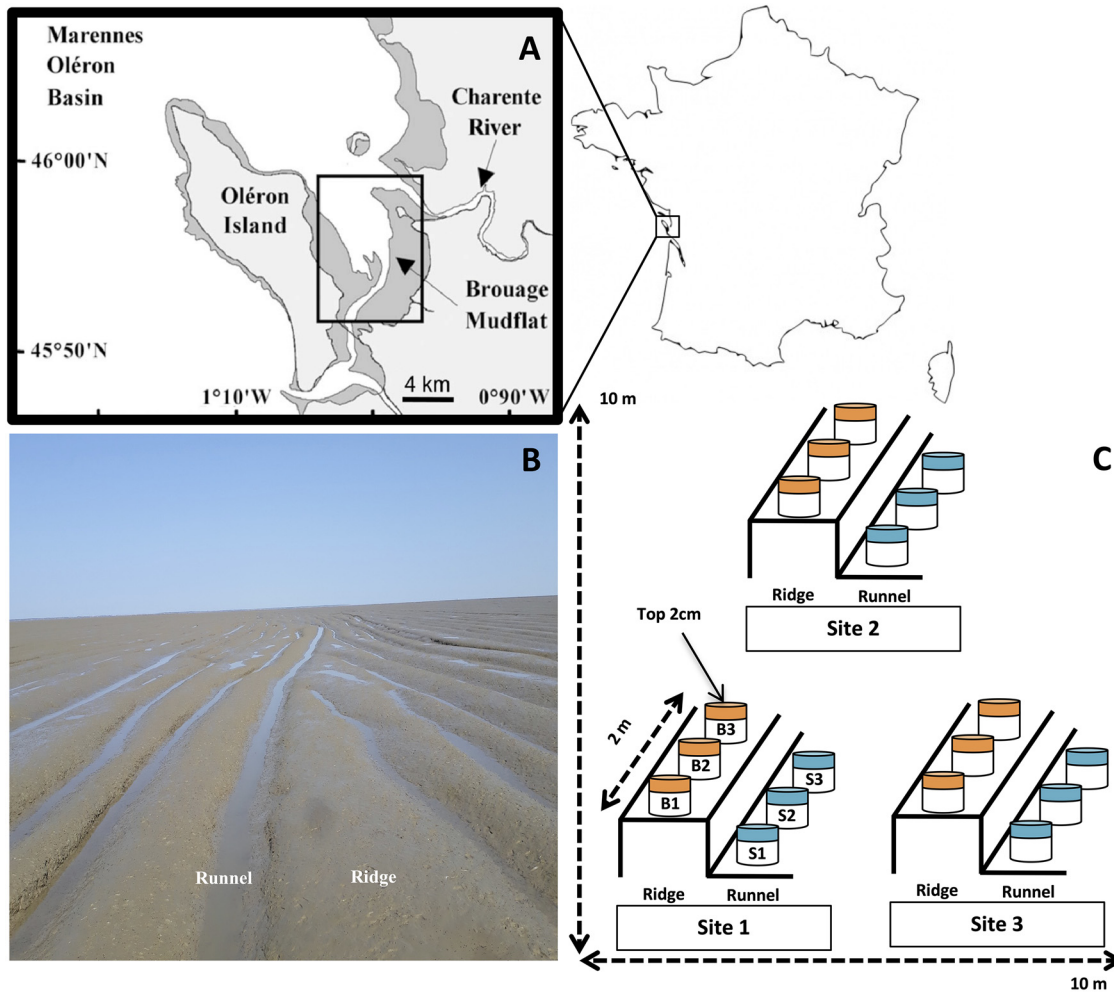 Marennes
Oléron
Basin
A
Charente
River
46°00'N
Oléron
Island
Brouage
Mudflat
45°50'N
1°10'W
4 km
0°90'W
10 m
B
Runnel
Ridge
C
Ridge
Runnel
Site 2
Top 2cm
2 m
B3
B2
B1
S3
S2
S1
Ridge
Runnel
Site 1
Ridge
Runnel
Site 3
10 m